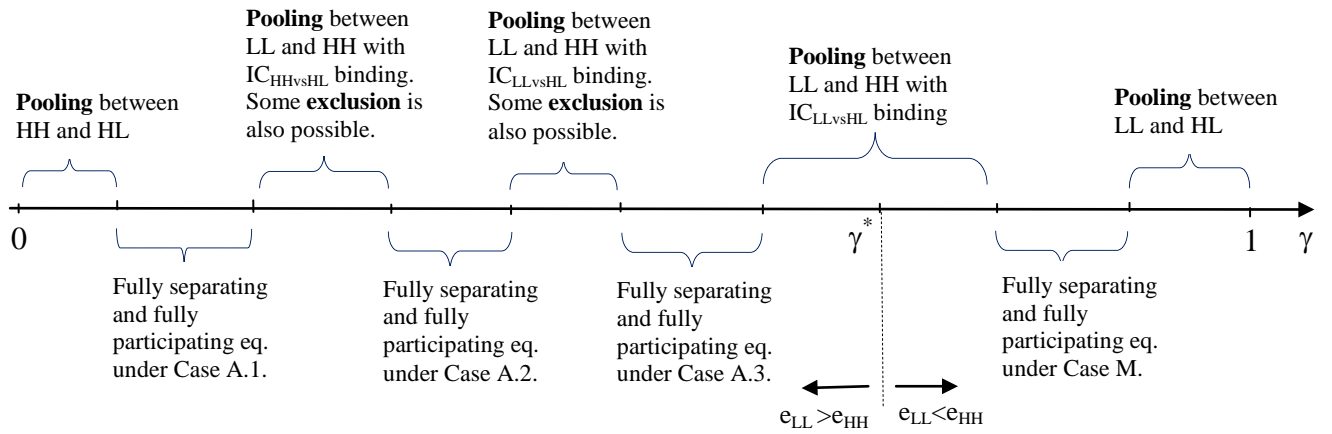 Pooling between
HH and HL
Pooling between
LL and HH with
IC_HHvsHL binding.
Some exclusion is
also possible.
Pooling between
LL and HH with
IC_LLvsHL binding.
Some exclusion is
also possible.
Pooling between
LL and HH with
IC_LLvsHL binding
Pooling between
LL and HL
0
γ*
1
γ
Fully separating
and fully
participating eq.
under Case A.1.
Fully separating
and fully
participating eq.
under Case A.2.
Fully separating
and fully
participating eq.
under Case A.3.
Fully separating
and fully
participating eq.
under Case M.
e_LL >e_HH
e_LL<e_HH